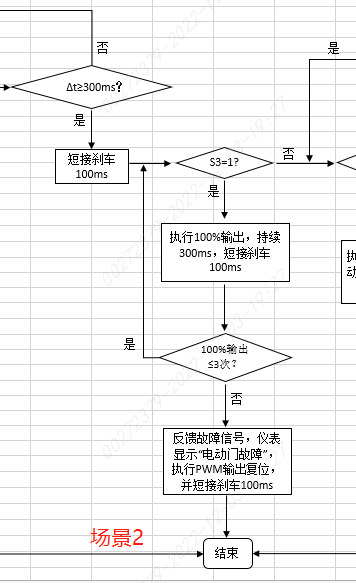 否
是
Δt≥300ms?
是
短接刹车
100ms
S3=1?
否
是
执行100%输出，持续
300ms，短接刹车
100ms
执
动
是
100%输出
≤3次?
否
反馈故障信号，仪表
显示“电动门故障”，
执行PWM输出复位，
并短接刹车100ms
场景2
结束